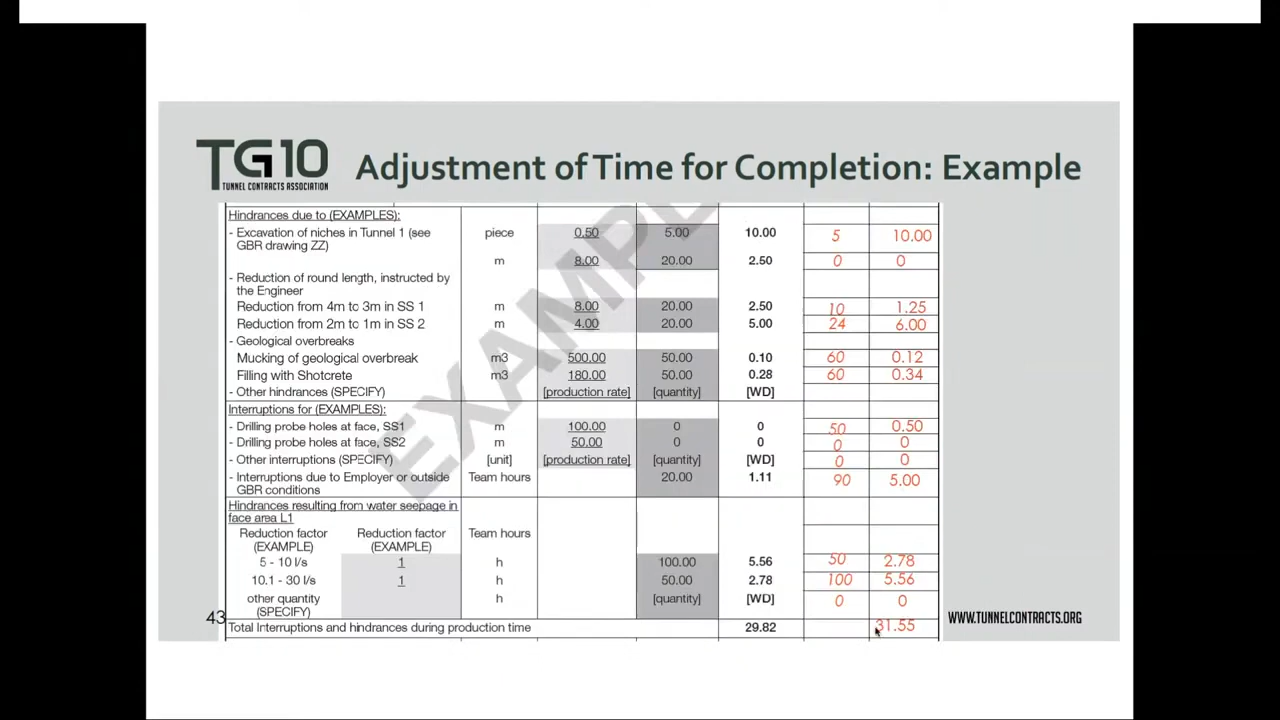 TG10
TUNNEL CONTRACTS ASSOCIATION
Adjustment of Time for Completion: Example
Hindrances due to (EXAMPLES):
- Excavation of niches in Tunnel 1 (see piece 0.50 5.00 10.00 5 10.00
GBR drawing ZZ)
m 8.00 20.00 2.50 0 0
- Reduction of round length, instructed by
the Engineer
Reduction from 4m to 3m in SS 1 m 8.00 20.00 2.50 10 1.25
Reduction from 2m to 1m in SS 2 m 4.00 20.00 5.00 24 6.00
- Geological overbreaks
Mucking of geological overbreak m3 500.00 50.00 0.10 60 0.12
Filling with Shotcrete m3 180.00 50.00 0.28 60 0.34
- Other hindrances (SPECIFY) [production rate] [quantity] [WD]
Interruptions for (EXAMPLES):
- Drilling probe holes at face, SS1 m 100.00 0 0 50 0.50
- Drilling probe holes at face, SS2 m 50.00 0 0 0 0
- Other interruptions (SPECIFY) [unit] [production rate] [quantity] [WD] 0 0
- Interruptions due to Employer or outside Team hours 20.00 1.11 90 5.00
GBR conditions
Hindrances resulting from water seepage in
face area L1
Reduction factor Reduction factor Team hours
(EXAMPLE) (EXAMPLE)
5 - 10 l/s 1 h 100.00 5.56 50 2.78
10.1 - 30 l/s 1 h 50.00 2.78 100 5.56
other quantity h [quantity] [WD] 0 0
(SPECIFY)
Total Interruptions and hindrances during production time 29.82 31.55
EXAMPLE
43
WWW.TUNNELCONTRACTS.ORG